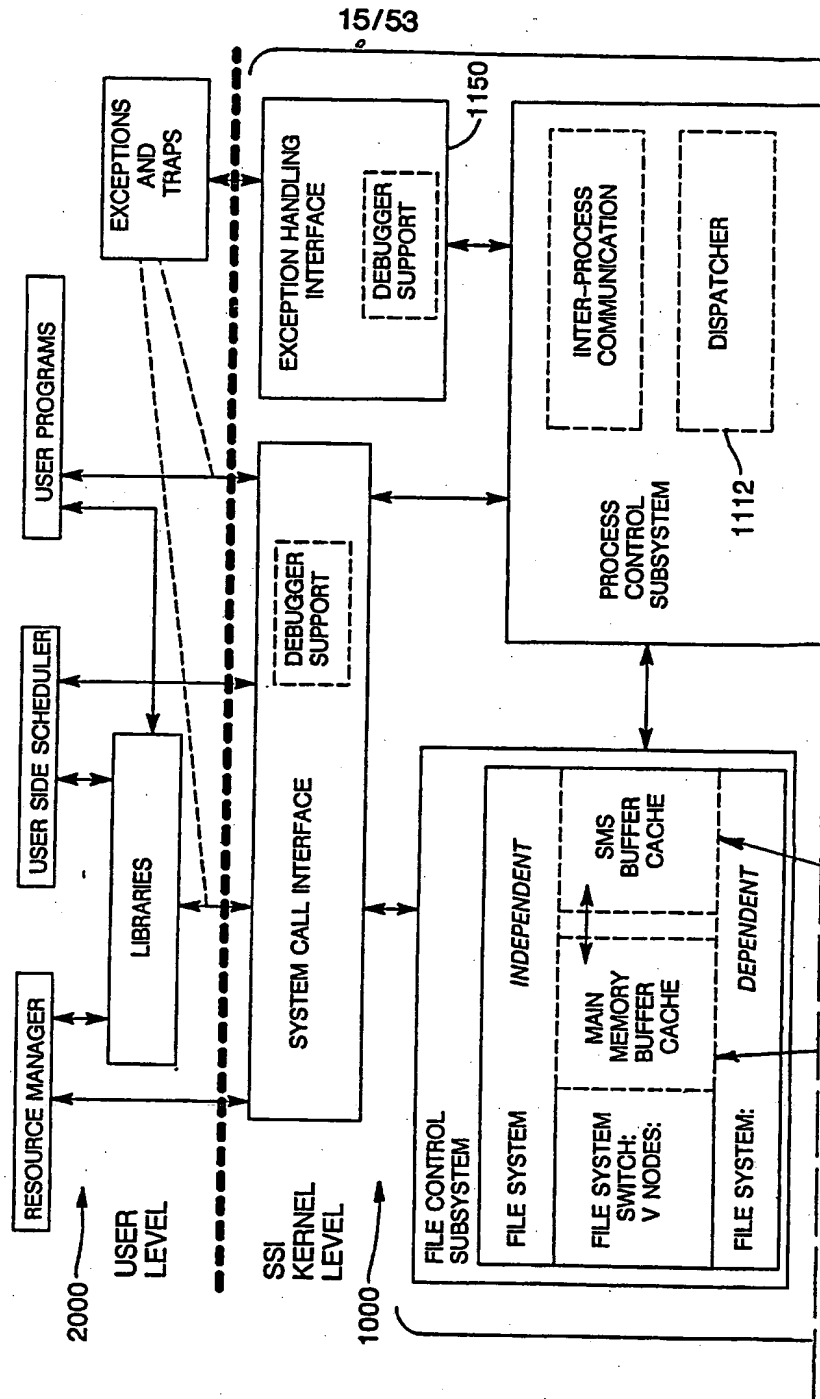 15/53
RESOURCE MANAGER
USER SIDE SCHEDULER
USER PROGRAMS
EXCEPTIONS
AND
TRAPS
2000
USER
LEVEL
LIBRARIES
SSI
KERNEL
LEVEL
1000
SYSTEM CALL INTERFACE
DEBUGGER
SUPPORT
EXCEPTION HANDLING
INTERFACE
DEBUGGER
SUPPORT
1150
FILE CONTROL
SUBSYSTEM
FILE SYSTEM
INDEPENDENT
FILE SYSTEM
SWITCH:
V NODES:
MAIN
MEMORY
BUFFER
CACHE
SMS
BUFFER
CACHE
FILE SYSTEM:
DEPENDENT
PROCESS
CONTROL
SUBSYSTEM
INTER-PROCESS
COMMUNICATION
DISPATCHER
1112